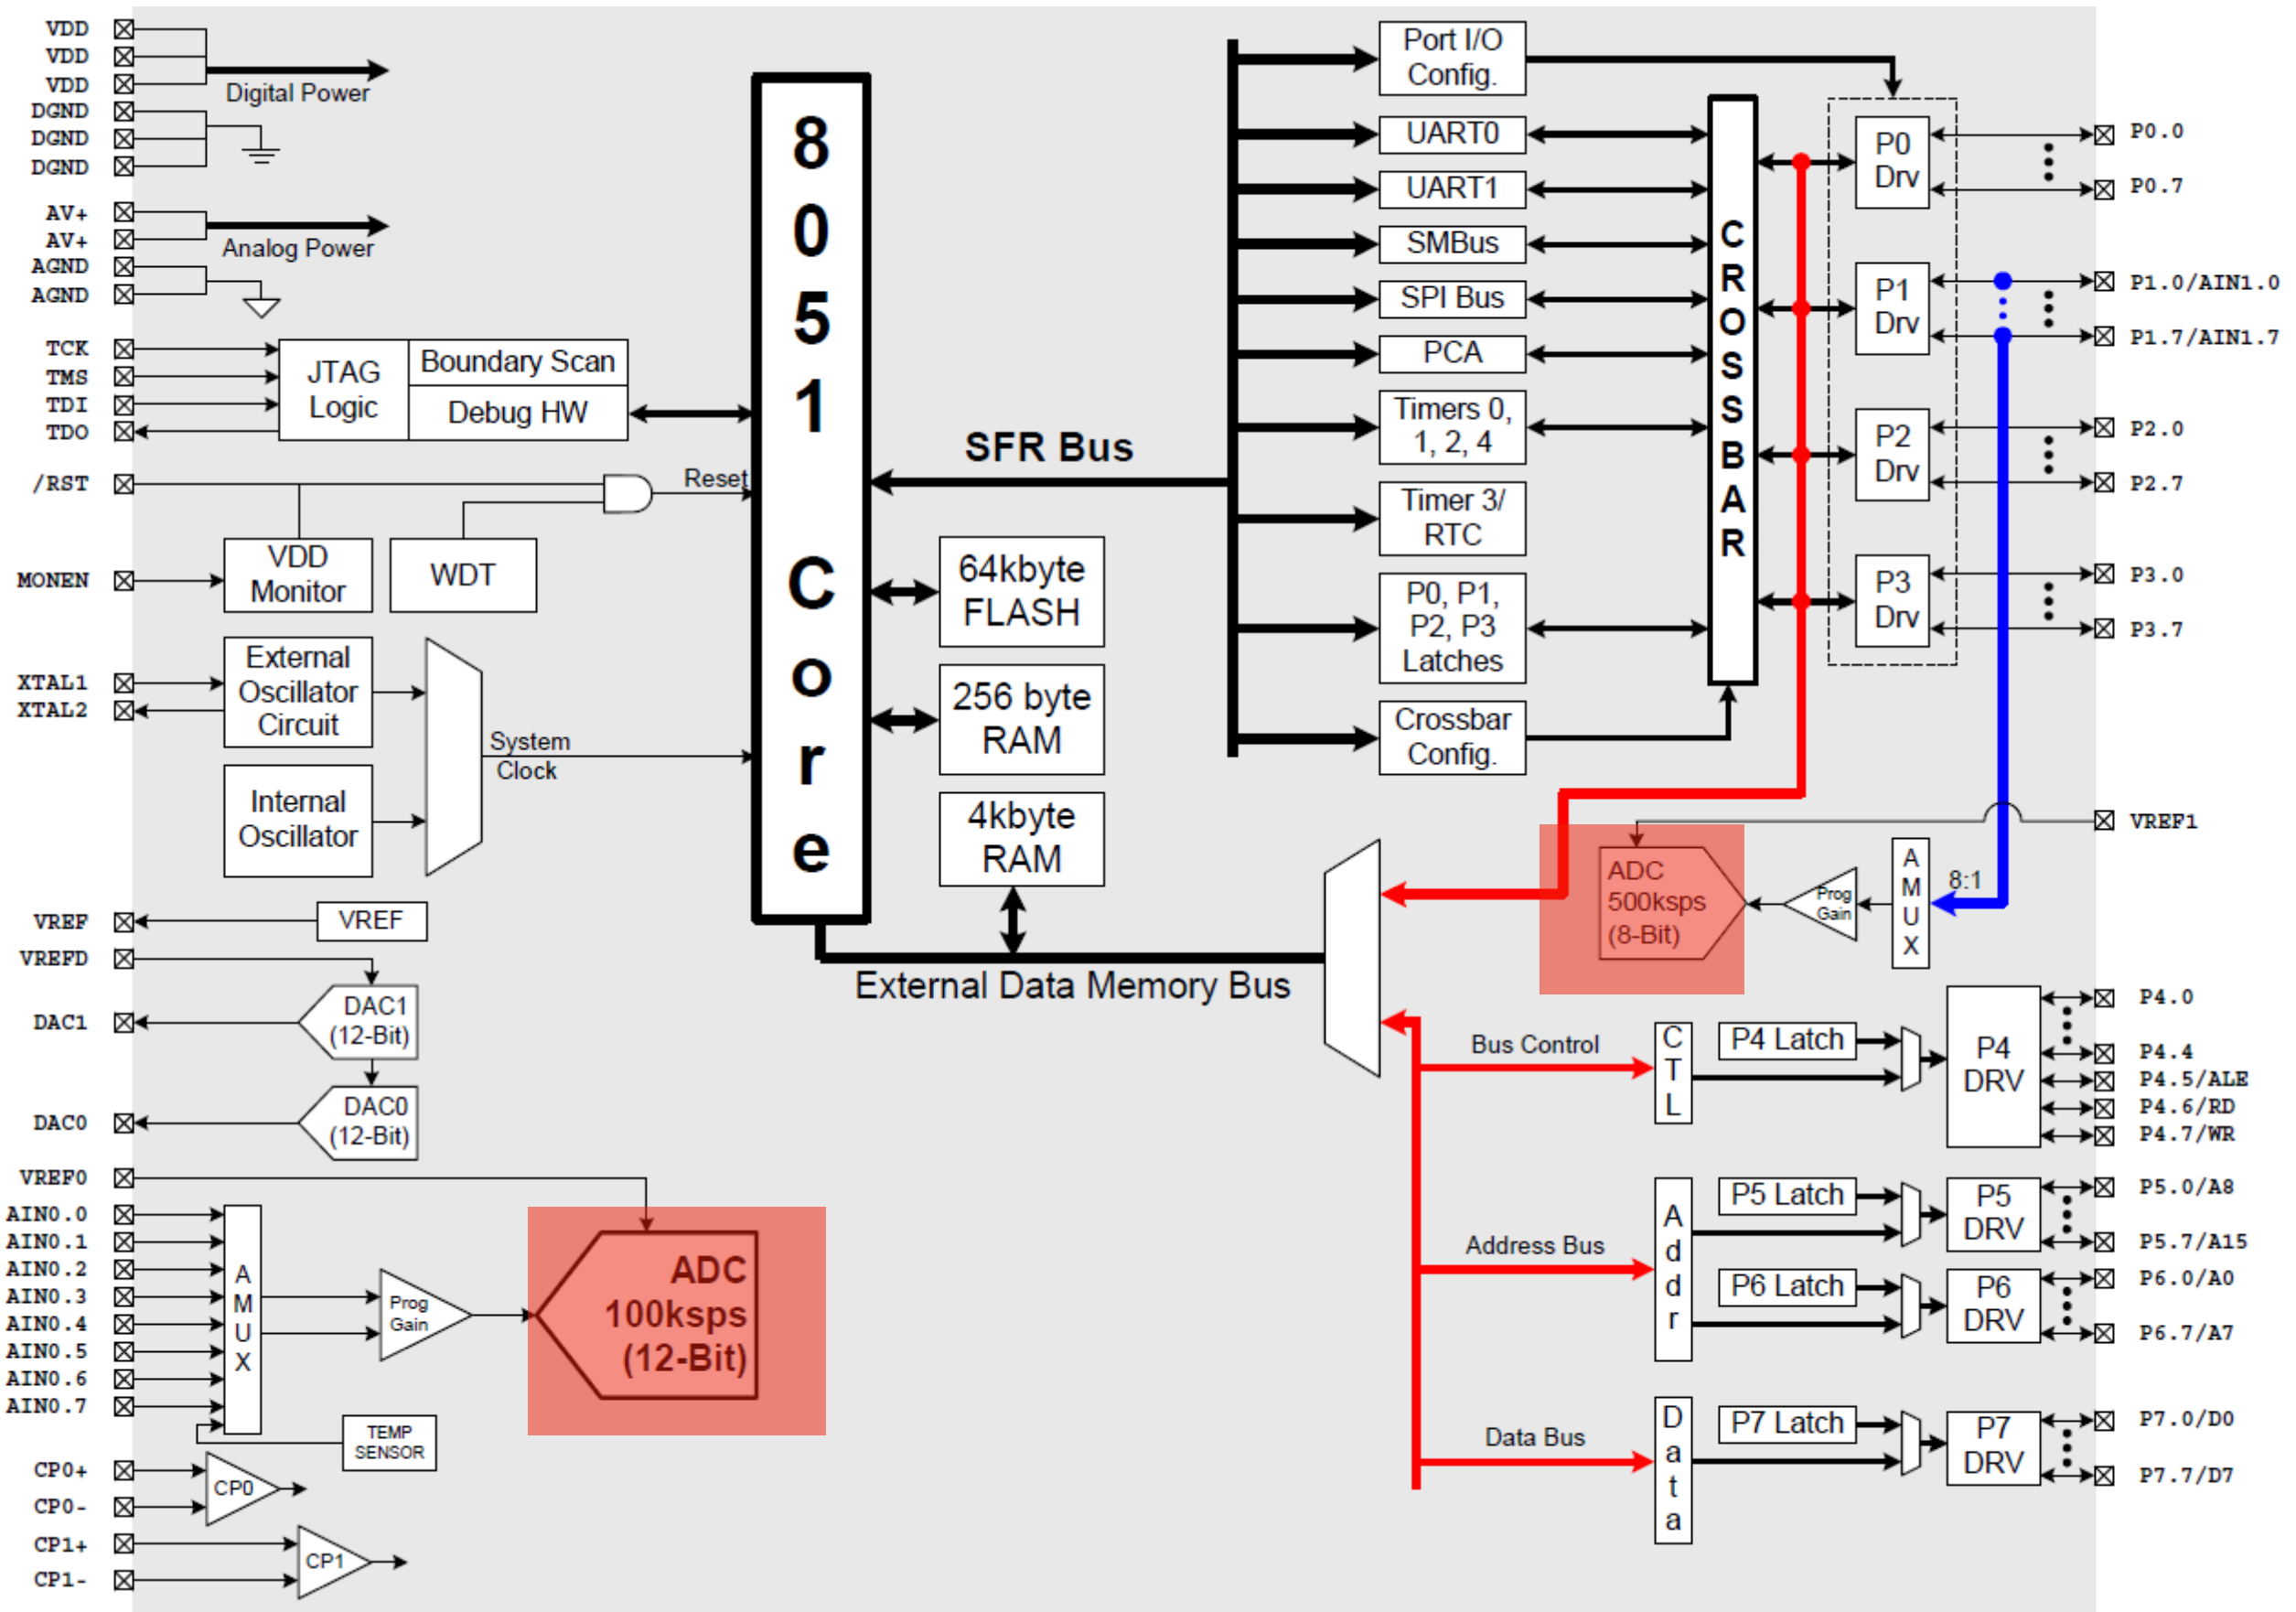 VDD
VDD
VDD
Digital Power
DGND
DGND
DGND
AV+
AV+
Analog Power
AGND
AGND
TCK
TMS
TDI
TDO
JTAG
Logic
Boundary Scan
Debug HW
/RST
Reset
MONEN
VDD
Monitor
WDT
XTAL1
XTAL2
External
Oscillator
Circuit
Internal
Oscillator
System
Clock
VREF
VREF
VREFD
DAC1
DAC1
(12-Bit)
DAC0
DAC0
(12-Bit)
VREF0
AIN0.0
AIN0.1
AIN0.2
AIN0.3
AIN0.4
AIN0.5
AIN0.6
AIN0.7
AMUX
Prog
Gain
ADC
100ksps
(12-Bit)
TEMP
SENSOR
CP0+
CP0-
CP0
CP1+
CP1-
CP1
8051 Core
SFR Bus
64kbyte
FLASH
256 byte
RAM
4kbyte
RAM
External Data Memory Bus
Port I/O
Config.
UART0
UART1
SMBus
SPI Bus
PCA
Timers 0,
1, 2, 4
Timer 3/
RTC
P0, P1,
P2, P3
Latches
Crossbar
Config.
CROSSBAR
P0
Drv
P1
Drv
P2
Drv
P3
Drv
P0.0
P0.7
P1.0/AIN1.0
P1.7/AIN1.7
P2.0
P2.7
P3.0
P3.7
VREF1
ADC
500ksps
(8-Bit)
Prog
Gain
AMUX
8:1
Bus Control
CTL
P4 Latch
P4
DRV
P4.0
P4.4
P4.5/ALE
P4.6/RD
P4.7/WR
Address Bus
Addr
P5 Latch
P5
DRV
P5.0/A8
P5.7/A15
P6 Latch
P6
DRV
P6.0/A0
P6.7/A7
Data Bus
Data
P7 Latch
P7
DRV
P7.0/D0
P7.7/D7